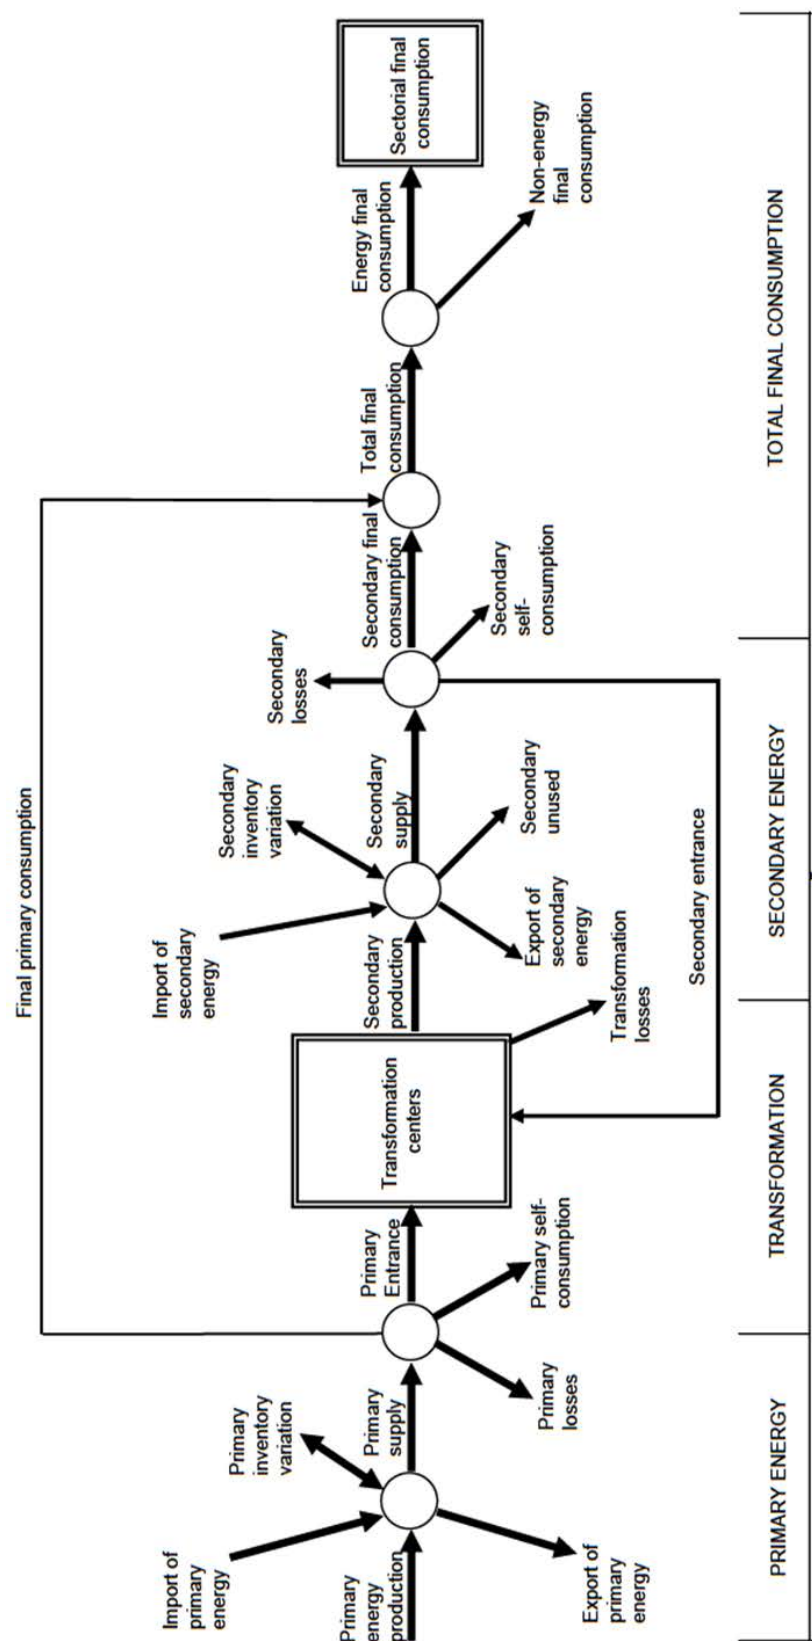 Final primary consumption
Import of
primary
energy
Primary
inventory
variation
Primary
energy
production
Primary
supply
Export of
primary
energy
Primary
losses
Primary self-
consumption
Primary
Entrance
Transformation
centers
Transformation
losses
Import of
secondary
energy
Secondary
inventory
variation
Secondary
production
Secondary
supply
Export of
secondary
energy
Secondary
unused
Secondary
losses
Secondary
self-
consumption
Secondary entrance
Secondary final
consumption
Total final
consumption
Energy final
consumption
Non-energy
final
consumption
Sectorial final
consumption
PRIMARY ENERGY
TRANSFORMATION
SECONDARY ENERGY
TOTAL FINAL CONSUMPTION